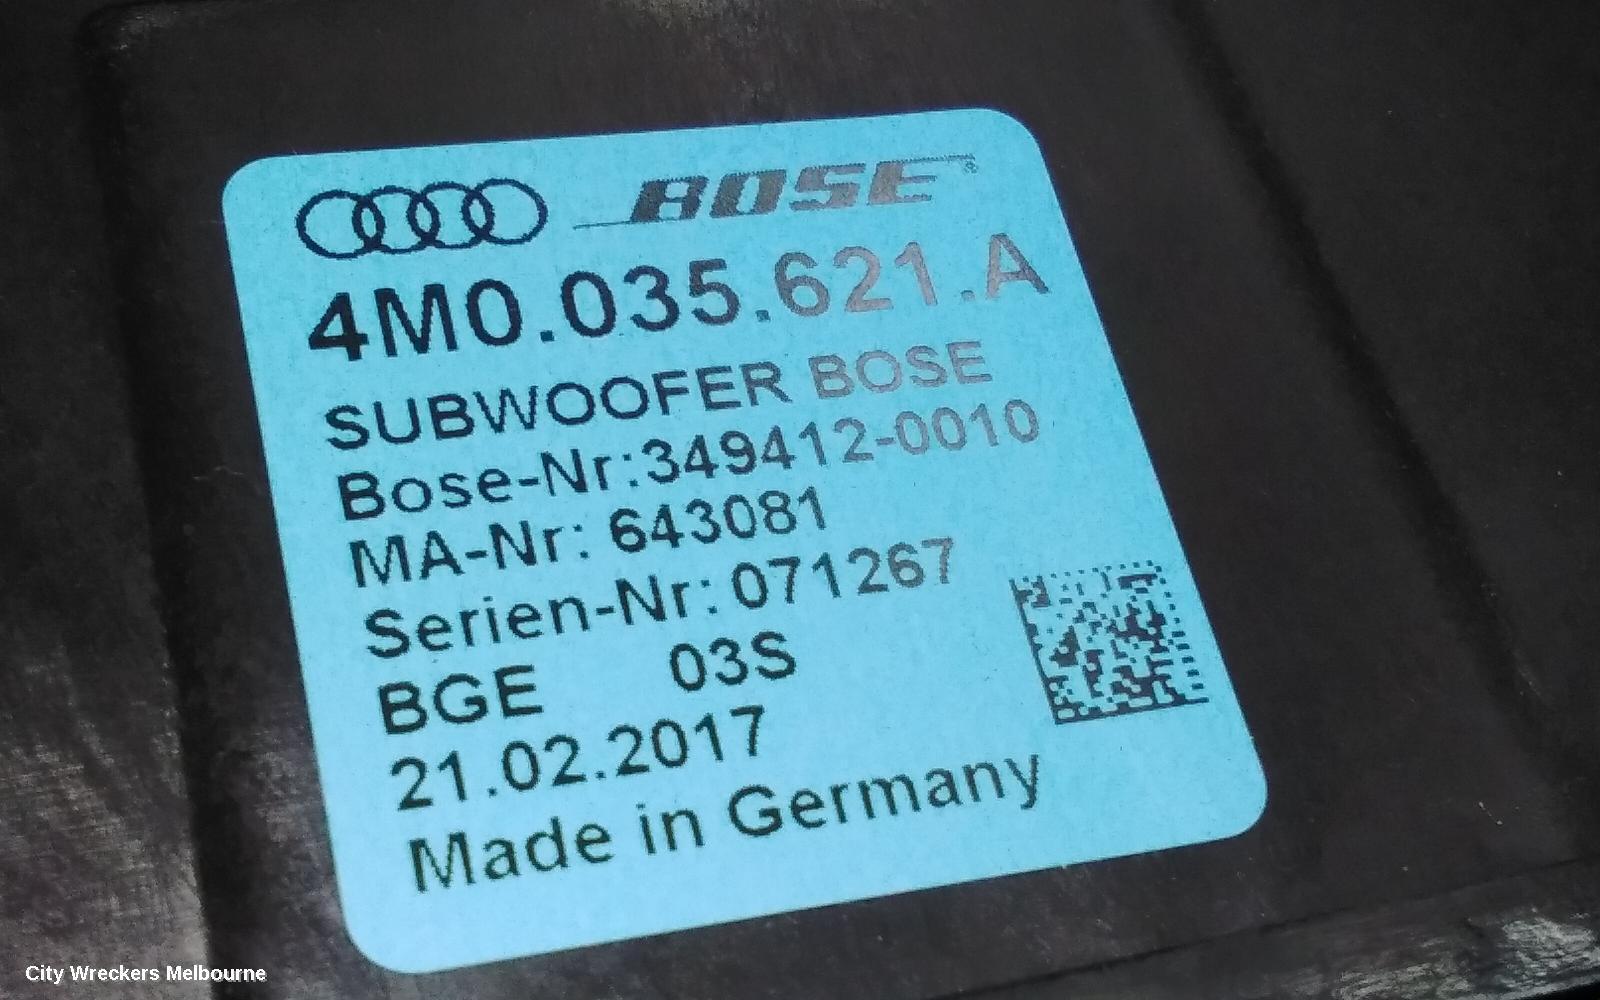 BOSE®
4M0.035.621.A
SUBWOOFER BOSE
Bose-Nr:349412-0010
MA-Nr: 643081
Serien-Nr: 071267
BGE 03S
21.02.2017
Made in Germany
City Wreckers Melbourne